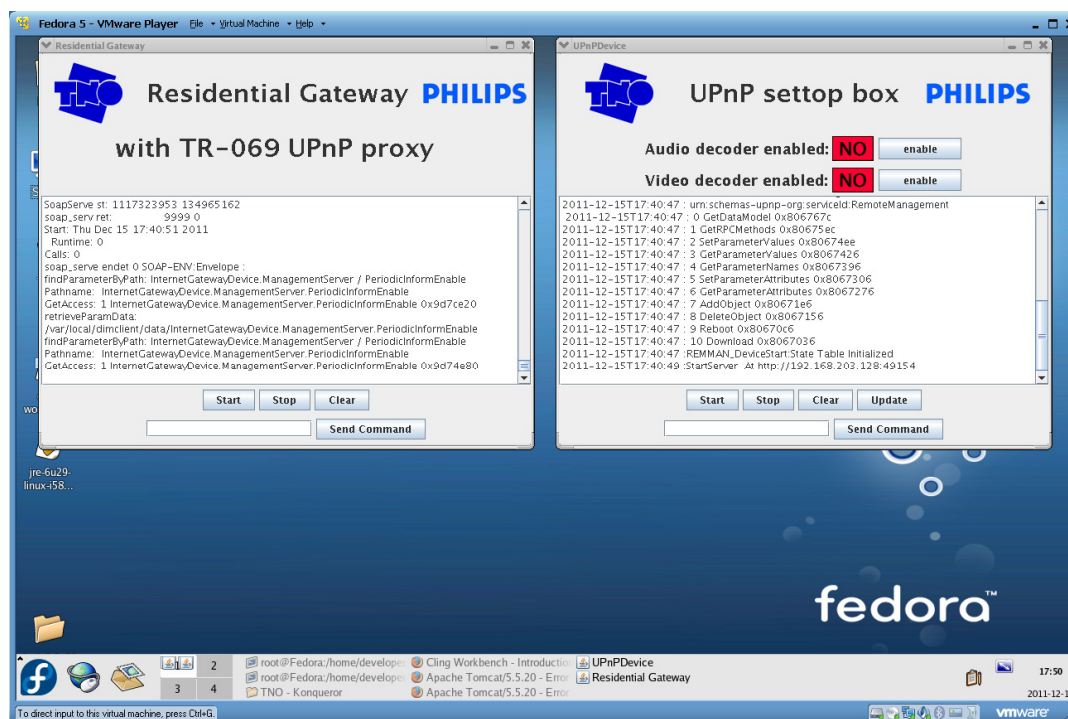 Fedora 5 - VMware Player File Virtual Machine Help
Residential Gateway
TNO Residential Gateway PHILIPS
with TR-069 UPnP proxy
SoapServe st: 1117323953 134965162
soap_serv ret: 9999 0
Start: Thu Dec 15 17:40:51 2011
Runtime: 0
Calls: 0
soap_serve endet 0 SOAP-ENV:Envelope :
findParameterByPath: InternetGatewayDevice.ManagementServer / PeriodicInformEnable
Pathname: InternetGatewayDevice.ManagementServer.PeriodicInformEnable
GetAccess: 1 InternetGatewayDevice.ManagementServer.PeriodicInformEnable 0x9d7ce20
retrieveParamData:
/var/local/dimclient/data/InternetGatewayDevice.ManagementServer.PeriodicInformEnable
findParameterByPath: InternetGatewayDevice.ManagementServer / PeriodicInformEnable
Pathname: InternetGatewayDevice.ManagementServer.PeriodicInformEnable
GetAccess: 1 InternetGatewayDevice.ManagementServer.PeriodicInformEnable 0x9d74e80
Start Stop Clear
Send Command
UPnPDevice
TNO UPnP settop box PHILIPS
Audio decoder enabled: NO enable
Video decoder enabled: NO enable
2011-12-15T17:40:47 : urn:schemas-upnp-org:serviceId:RemoteManagement
2011-12-15T17:40:47 : 0 GetDataModel 0x806767c
2011-12-15T17:40:47 : 1 GetRPCMethods 0x80675ec
2011-12-15T17:40:47 : 2 SetParameterValues 0x80674ee
2011-12-15T17:40:47 : 3 GetParameterValues 0x8067426
2011-12-15T17:40:47 : 4 GetParameterNames 0x8067396
2011-12-15T17:40:47 : 5 SetParameterAttributes 0x8067306
2011-12-15T17:40:47 : 6 GetParameterAttributes 0x8067276
2011-12-15T17:40:47 : 7 AddObject 0x80671e6
2011-12-15T17:40:47 : 8 DeleteObject 0x8067156
2011-12-15T17:40:47 : 9 Reboot 0x80670c6
2011-12-15T17:40:47 : 10 Download 0x8067036
2011-12-15T17:40:47 :REMMAN_DeviceStart:State Table Initialized
2011-12-15T17:40:49 :StartServer At http://192.168.203.128:49154
Start Stop Clear Update
Send Command
jre-6u29-
linux-i58...
fedora™
2
3 4
root@Fedora:/home/develope
root@Fedora:/home/develope
TNO - Konqueror
Cling Workbench - Introductio
Apache Tomcat/5.5.20 - Error
Apache Tomcat/5.5.20 - Error
UPnPDevice
Residential Gateway
17:50
2011-12-1
To direct input to this virtual machine, press Ctrl+G.
vmware